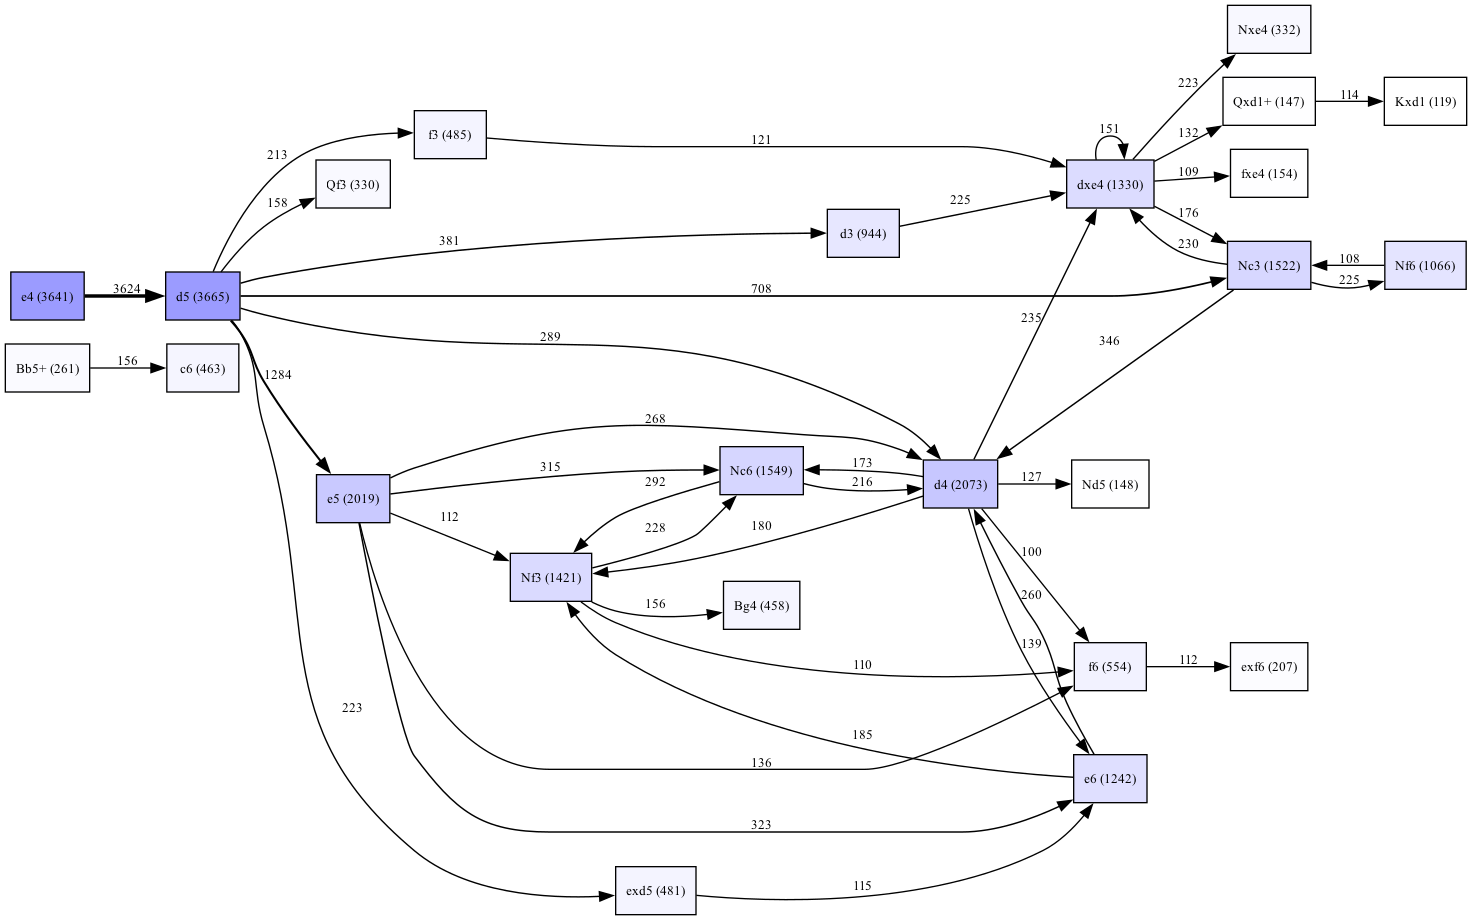 Nxe4 (332)
223
Qxd1+ (147)
114
Kxd1 (119)
f3 (485)
151
132
121
213
Qf3 (330)
dxe4 (1330)
109
fxe4 (154)
158
225
176
381
d3 (944)
230
Nc3 (1522)
108
Nf6 (1066)
225
e4 (3641)
3624
d5 (3665)
708
235
289
346
Bb5+ (261)
156
c6 (463)
1284
268
315
Nc6 (1549)
173
216
d4 (2073)
127
Nd5 (148)
e5 (2019)
292
112
228
180
Nf3 (1421)
100
156
Bg4 (458)
260
139
110
f6 (554)
112
exf6 (207)
223
185
136
e6 (1242)
323
exd5 (481)
115